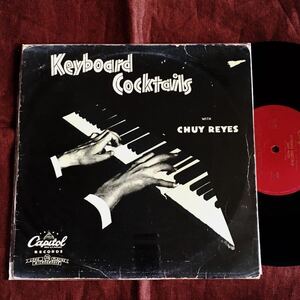 Keyboard
Cocktails
WITH
CHUY REYES
Capitol
RECORDS